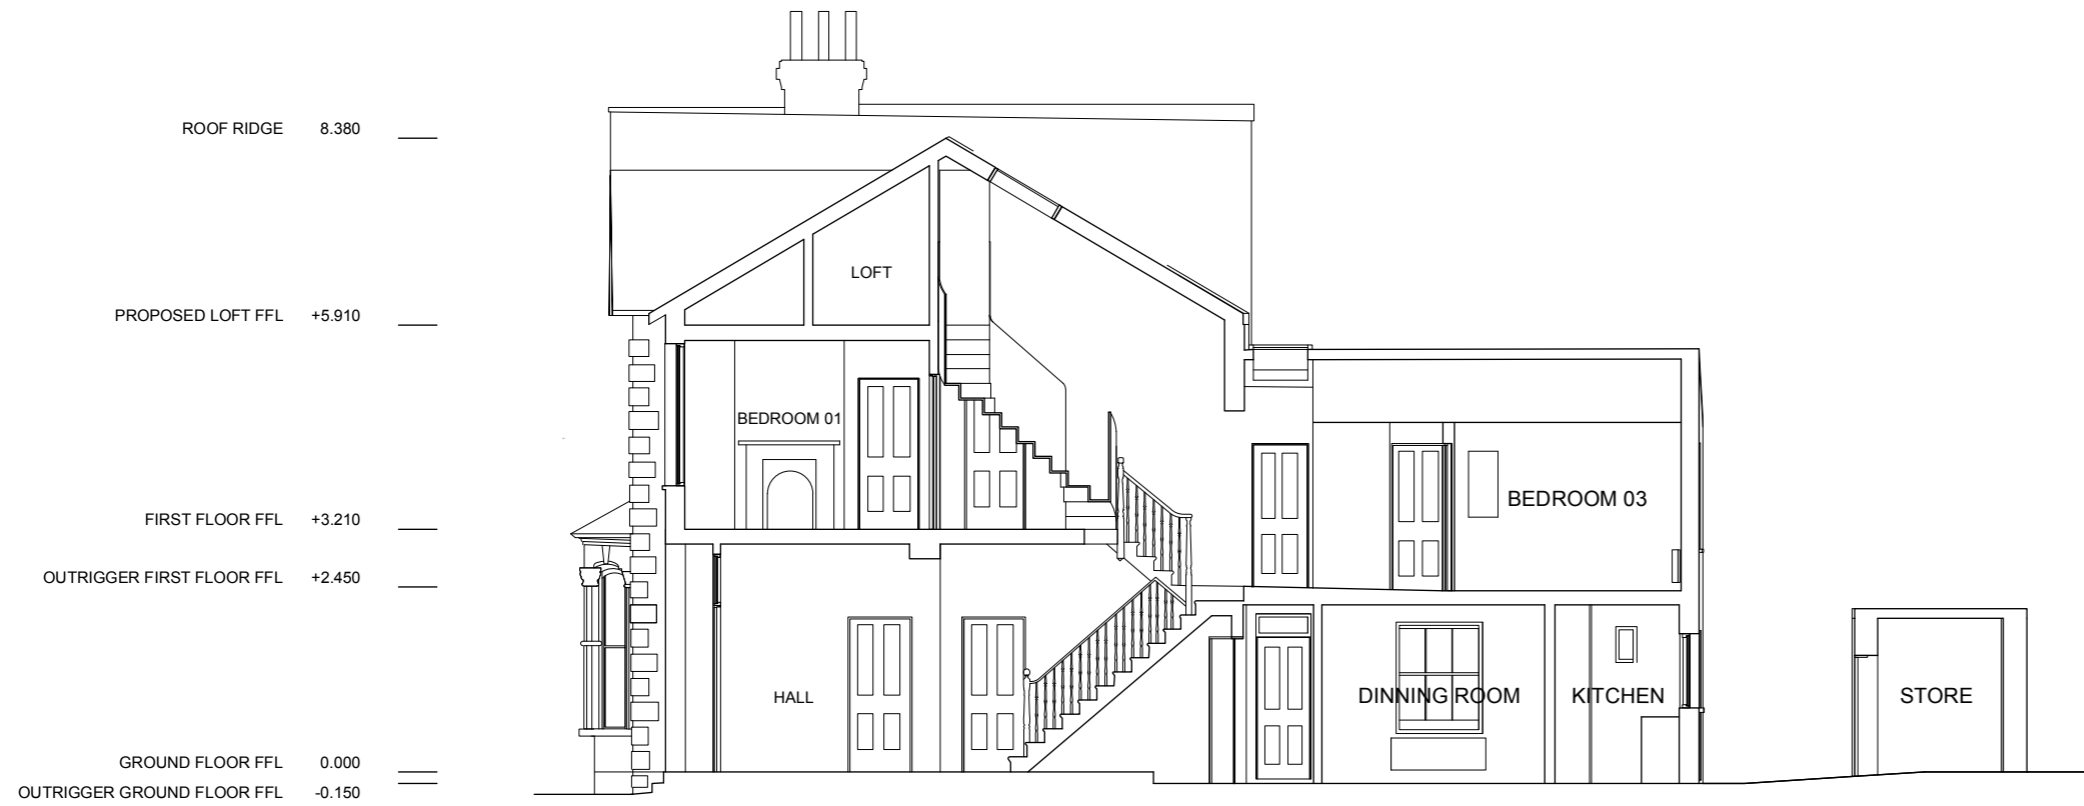 ROOF RIDGE 8.380
LOFT
PROPOSED LOFT FFL +5.910
BEDROOM 01
BEDROOM 03
FIRST FLOOR FFL +3.210
OUTRIGGER FIRST FLOOR FFL +2.450
HALL DINNING ROOM KITCHEN STORE
GROUND FLOOR FFL 0.000
OUTRIGGER GROUND FLOOR FFL -0.150